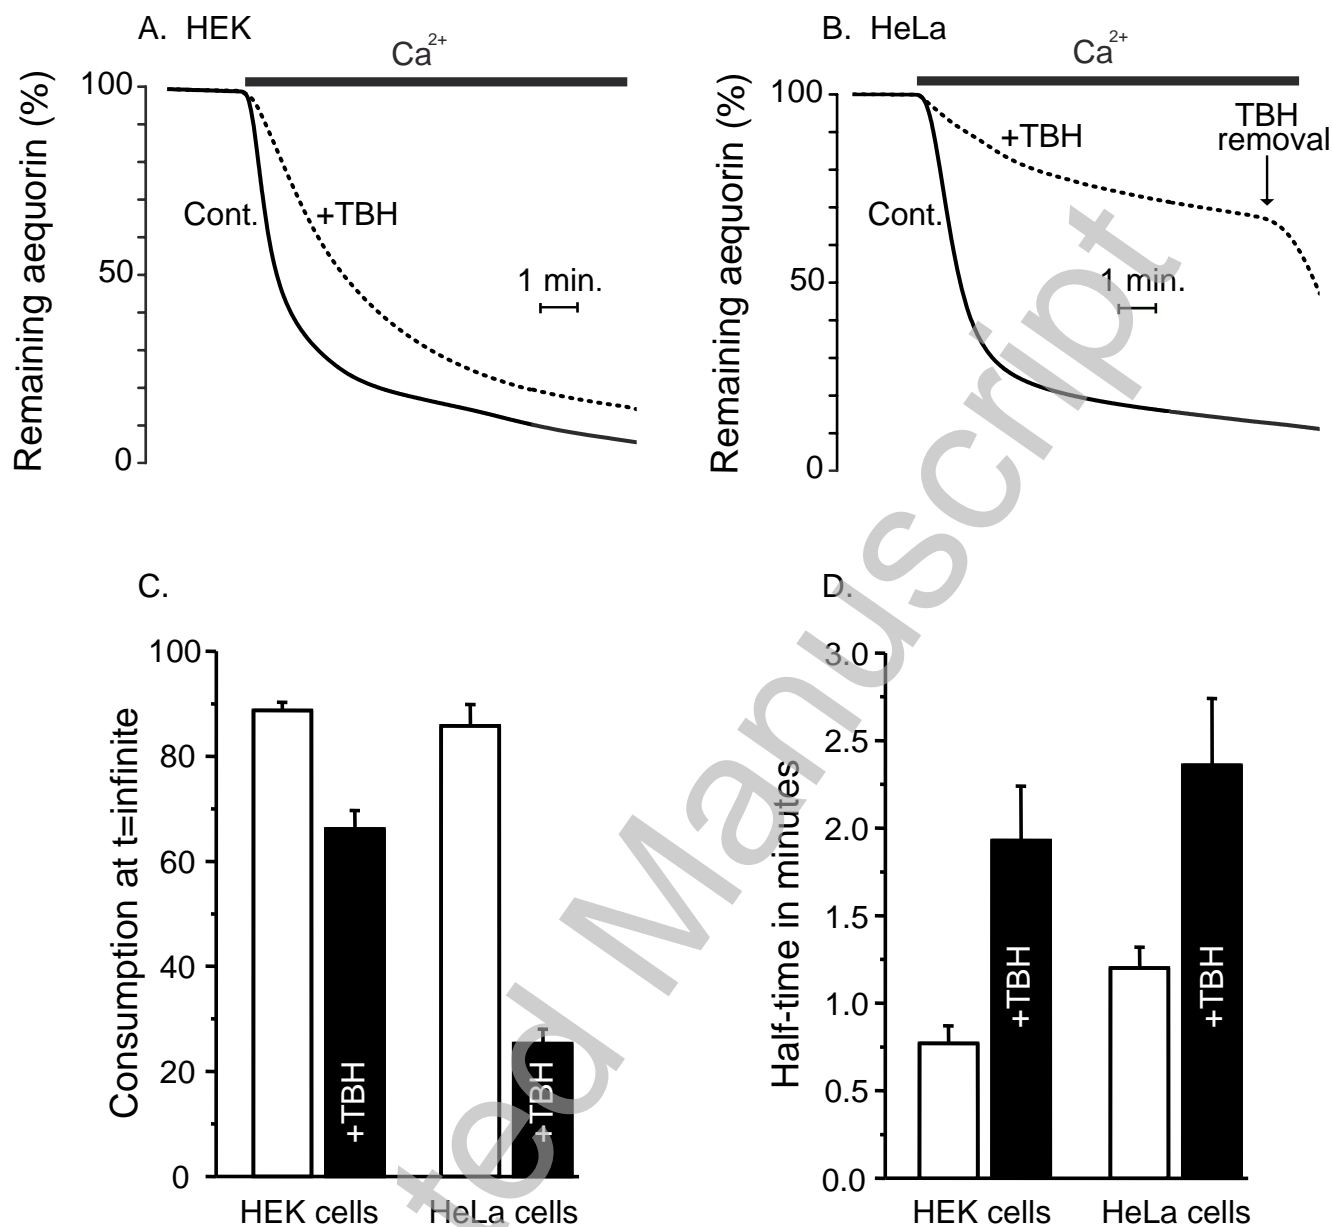 A. HEK
Ca2+
Remaining aequorin (%)
100
50
0
Cont.
+TBH
1 min.
B. HeLa
Ca2+
Remaining aequorin (%)
100
50
0
Cont.
+TBH
TBH
removal
1 min.
C.
Consumption at t=infinite
100
80
60
40
20
0
+TBH
+TBH
HEK cells
HeLa cells
D.
Half-time in minutes
3.0
2.5
2.0
1.5
1.0
0.5
0.0
+TBH
+TBH
HEK cells
HeLa cells
ted Manuscript